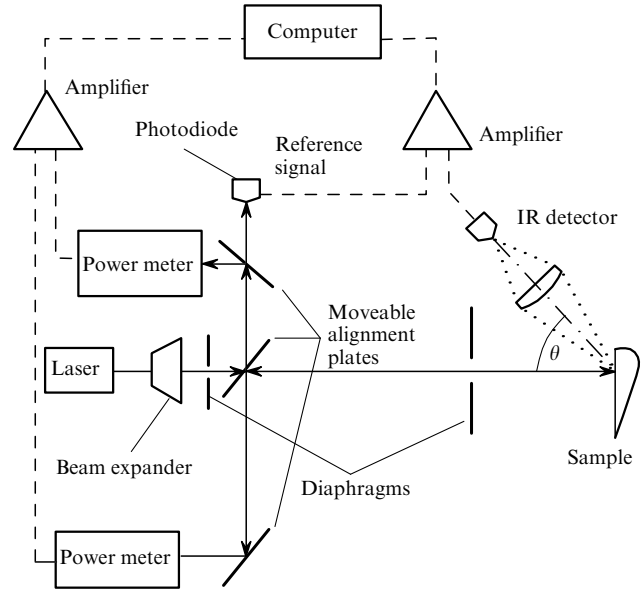 Computer
Amplifier
Photodiode
Reference
signal
Amplifier
IR detector
Power meter
Moveable
alignment
plates
θ
Laser
Beam expander
Diaphragms
Sample
Power meter